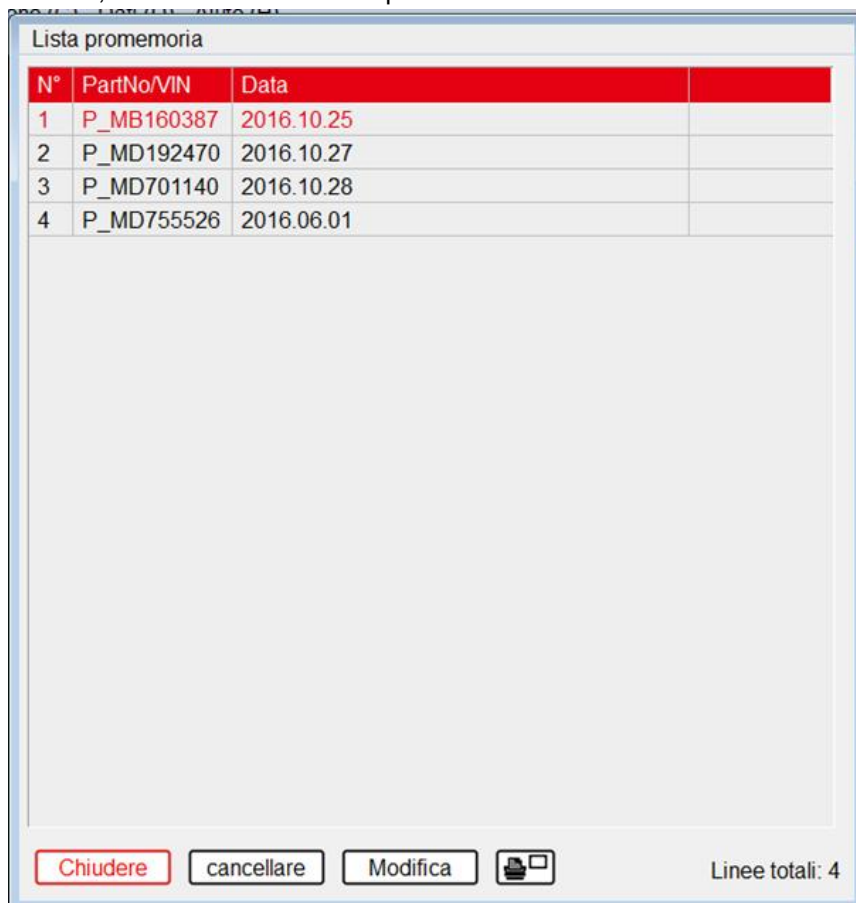 Lista promemoria
N° PartNo/VIN Data
1 P_MB160387 2016.10.25
2 P_MD192470 2016.10.27
3 P_MD701140 2016.10.28
4 P_MD755526 2016.06.01
Chiudere cancellare Modifica Linee totali: 4